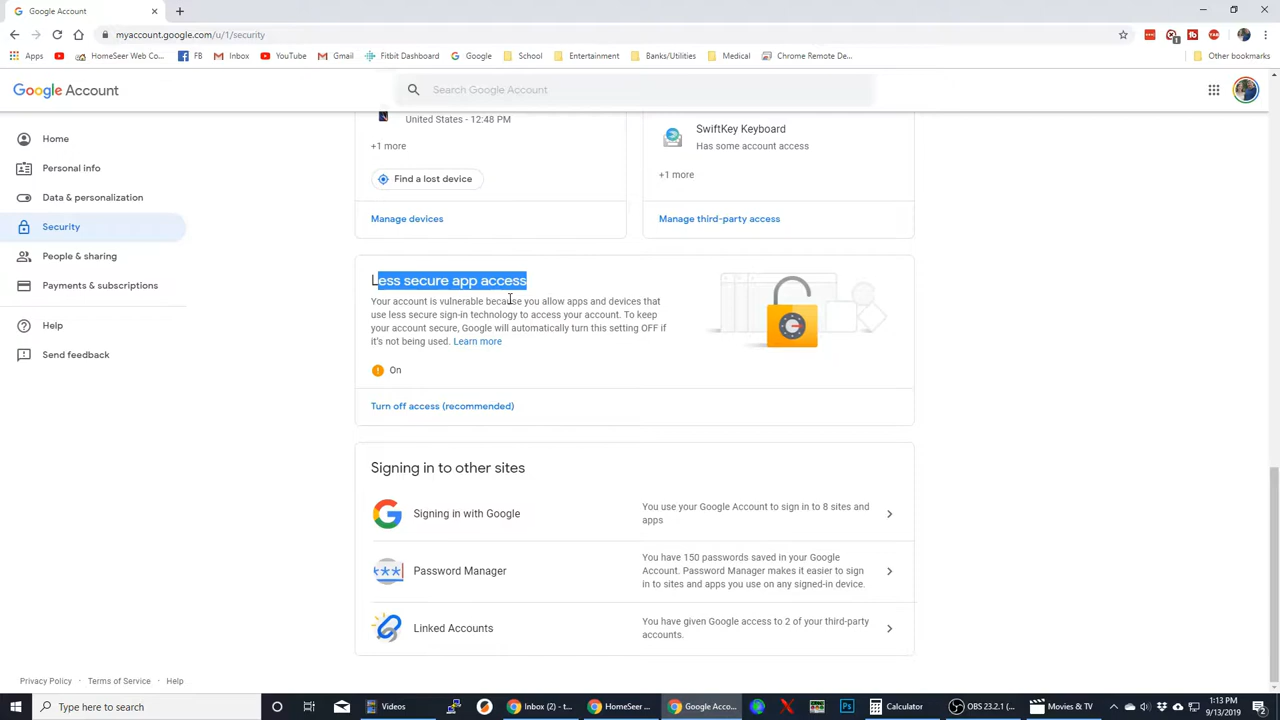 Google Account
myaccount.google.com/u/1/security
Apps
HomeSeer Web Co...
FB
Inbox
YouTube
Gmail
Fitbit Dashboard
Google
School
Entertainment
Banks/Utilities
Medical
Chrome Remote De...
Other bookmarks
Google Account
Search Google Account
Home
Personal info
Data & personalization
Security
People & sharing
Payments & subscriptions
Help
Send feedback
United States - 12:48 PM
+1 more
Find a lost device
Manage devices
SwiftKey Keyboard
Has some account access
+1 more
Manage third-party access
Less secure app access
Your account is vulnerable because you allow apps and devices that
use less secure sign-in technology to access your account. To keep
your account secure, Google will automatically turn this setting OFF if
it's not being used. Learn more
On
Turn off access (recommended)
Signing in to other sites
Signing in with Google
You use your Google Account to sign in to 8 sites and
apps
Password Manager
You have 150 passwords saved in your Google
Account. Password Manager makes it easier to sign
in to sites and apps you use on any signed-in device.
Linked Accounts
You have given Google access to 2 of your third-party
accounts.
Privacy Policy · Terms of Service · Help
Type here to search
Videos
Inbox (2) - t...
HomeSeer ...
Google Acco...
Calculator
OBS 23.2.1 (...
Movies & TV
1:13 PM
9/13/2019